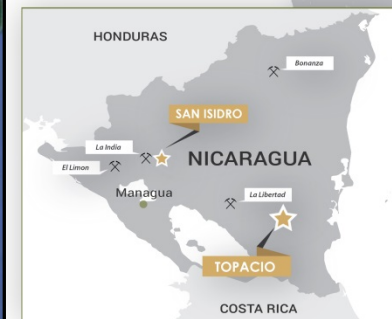 HONDURAS
Bonanza
SAN ISIDRO
La India
El Limon
NICARAGUA
Managua
La Libertad
TOPACIO
COSTA RICA